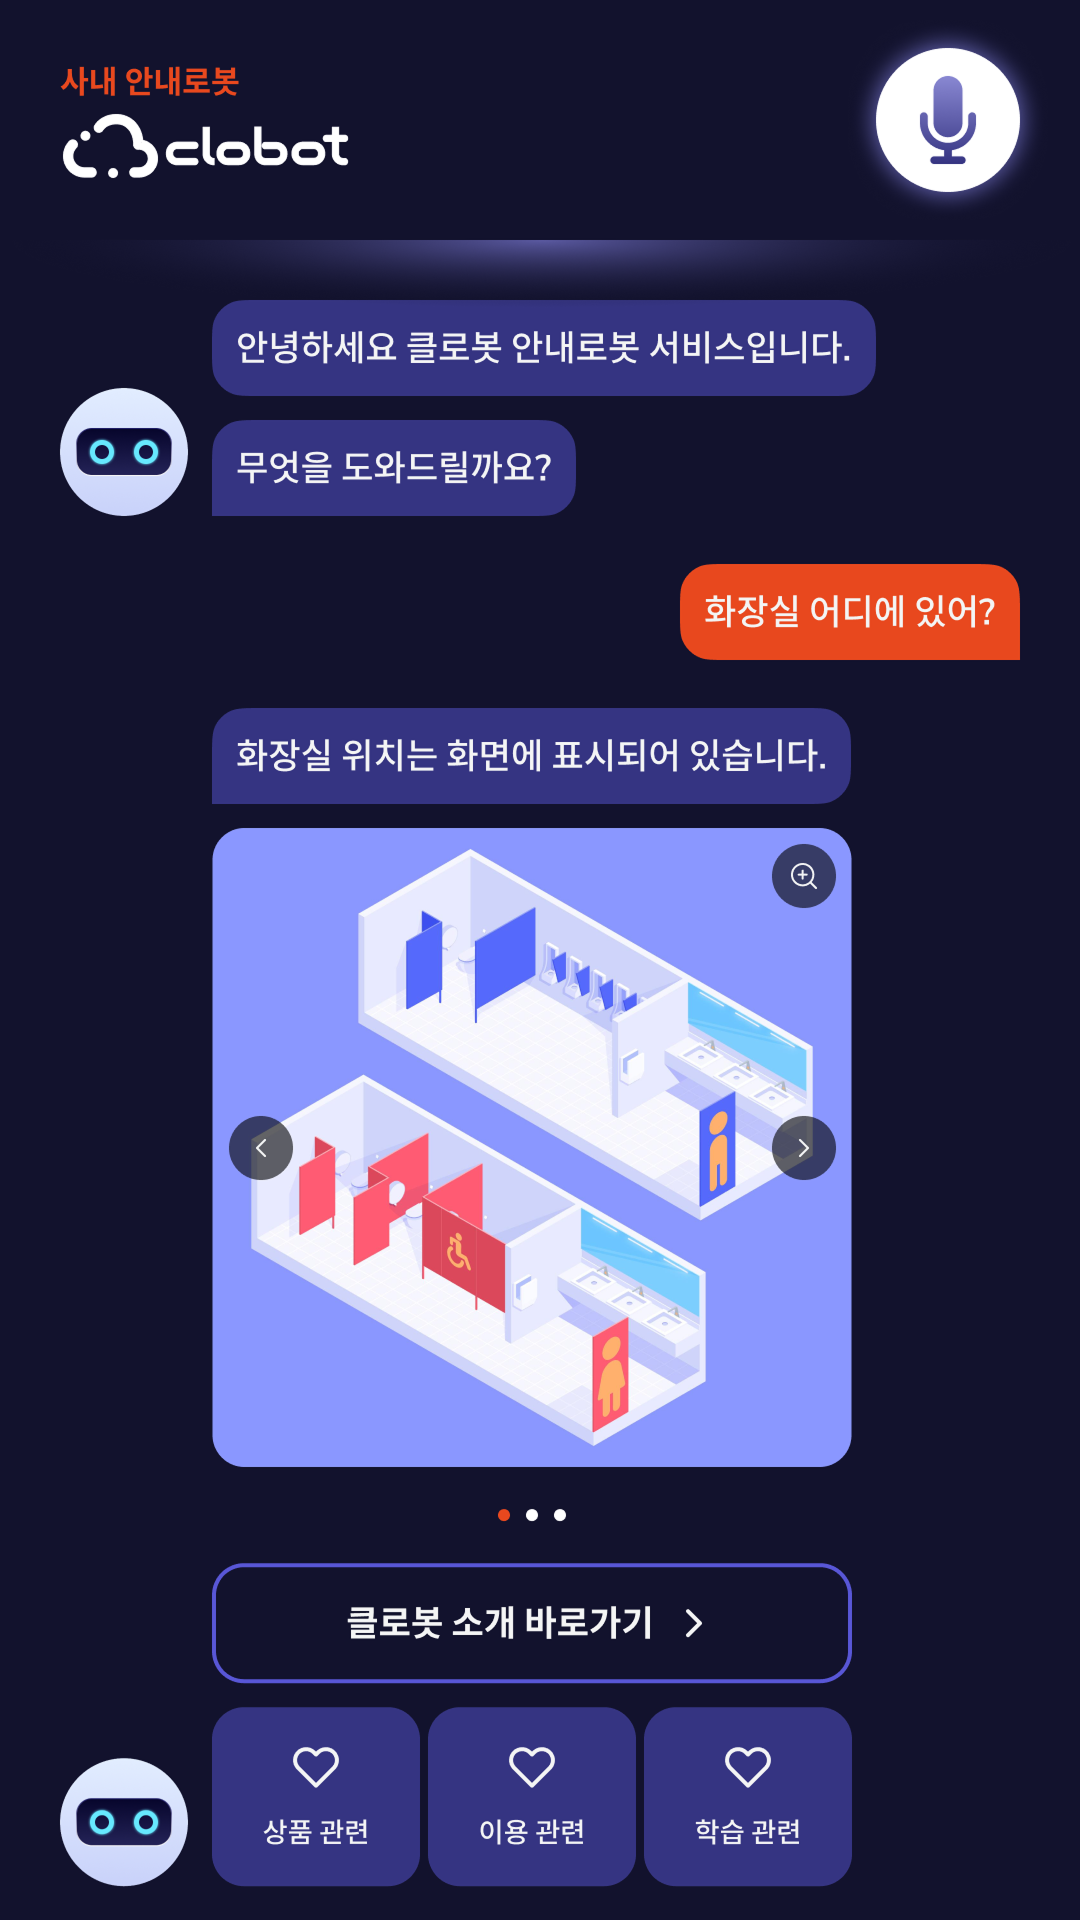 사내 안내로봇
clobot
안녕하세요 클로봇 안내로봇 서비스입니다.
무엇을 도와드릴까요?
화장실 어디에 있어?
화장실 위치는 화면에 표시되어 있습니다.
클로봇 소개 바로가기
상품 관련
이용 관련
학습 관련